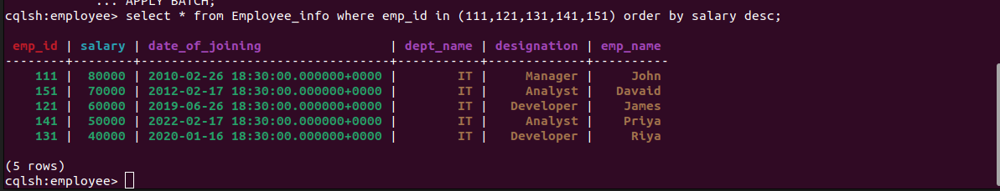 ... APPLY BATCH;
cqlsh:employee> select * from Employee_info where emp_id in (111,121,131,141,151) order by salary desc;
emp_id | salary | date_of_joining | dept_name | designation | emp_name
--------+--------+---------------------------------+-----------+-------------+----------
111 | 80000 | 2010-02-26 18:30:00.000000+0000 | IT | Manager | John
151 | 70000 | 2012-02-17 18:30:00.000000+0000 | IT | Analyst | Davaid
121 | 60000 | 2019-06-26 18:30:00.000000+0000 | IT | Developer | James
141 | 50000 | 2022-02-17 18:30:00.000000+0000 | IT | Analyst | Priya
131 | 40000 | 2020-01-16 18:30:00.000000+0000 | IT | Developer | Riya
(5 rows)
cqlsh:employee>